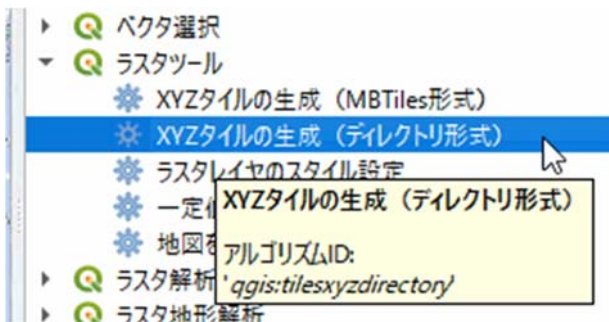 ベクタ選択
ラスタツール
XYZタイルの生成（MBTiles形式）
XYZタイルの生成（ディレクトリ形式）
ラスタレイヤのスタイル設定
一定
地図を
XYZタイルの生成（ディレクトリ形式）
アルゴリズムID:
'qgis:tilesxyzdirectory'
ラスタ解析
ラスタ地形解析